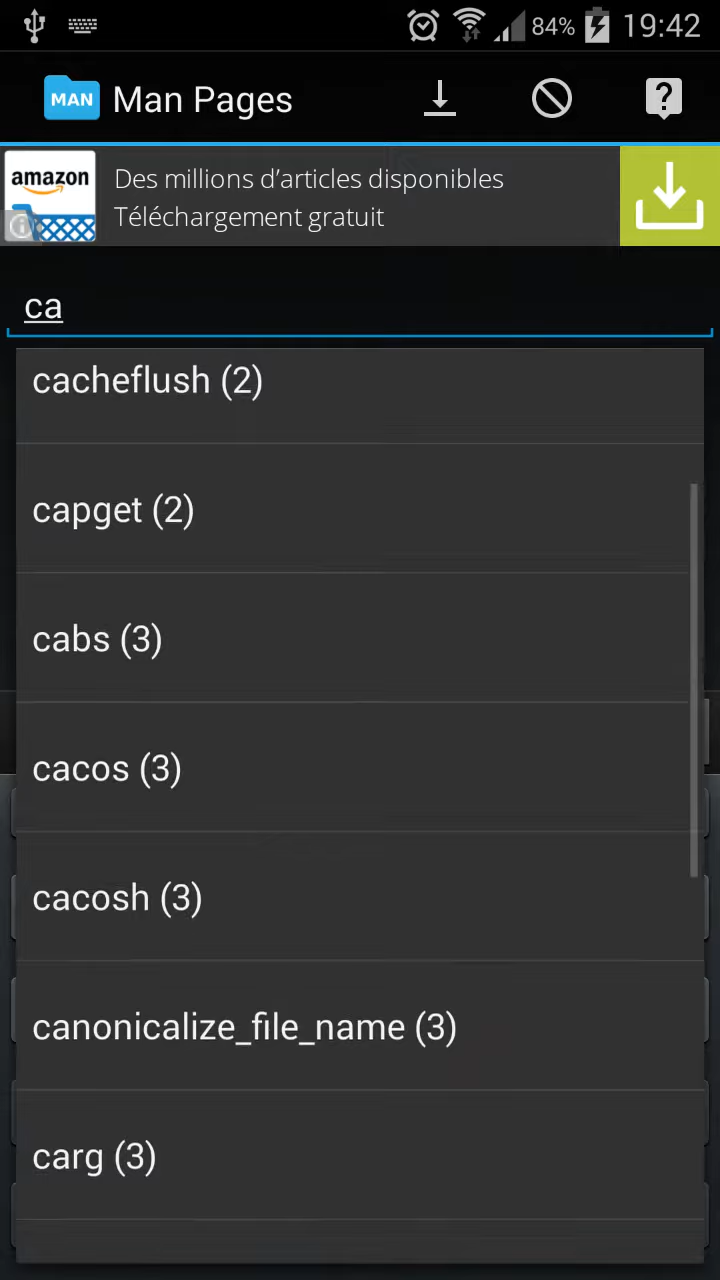 84% 19:42
MAN Man Pages
amazon
Des millions d’articles disponibles
Téléchargement gratuit
ca
cacheflush (2)
capget (2)
cabs (3)
cacos (3)
cacosh (3)
canonicalize_file_name (3)
carg (3)